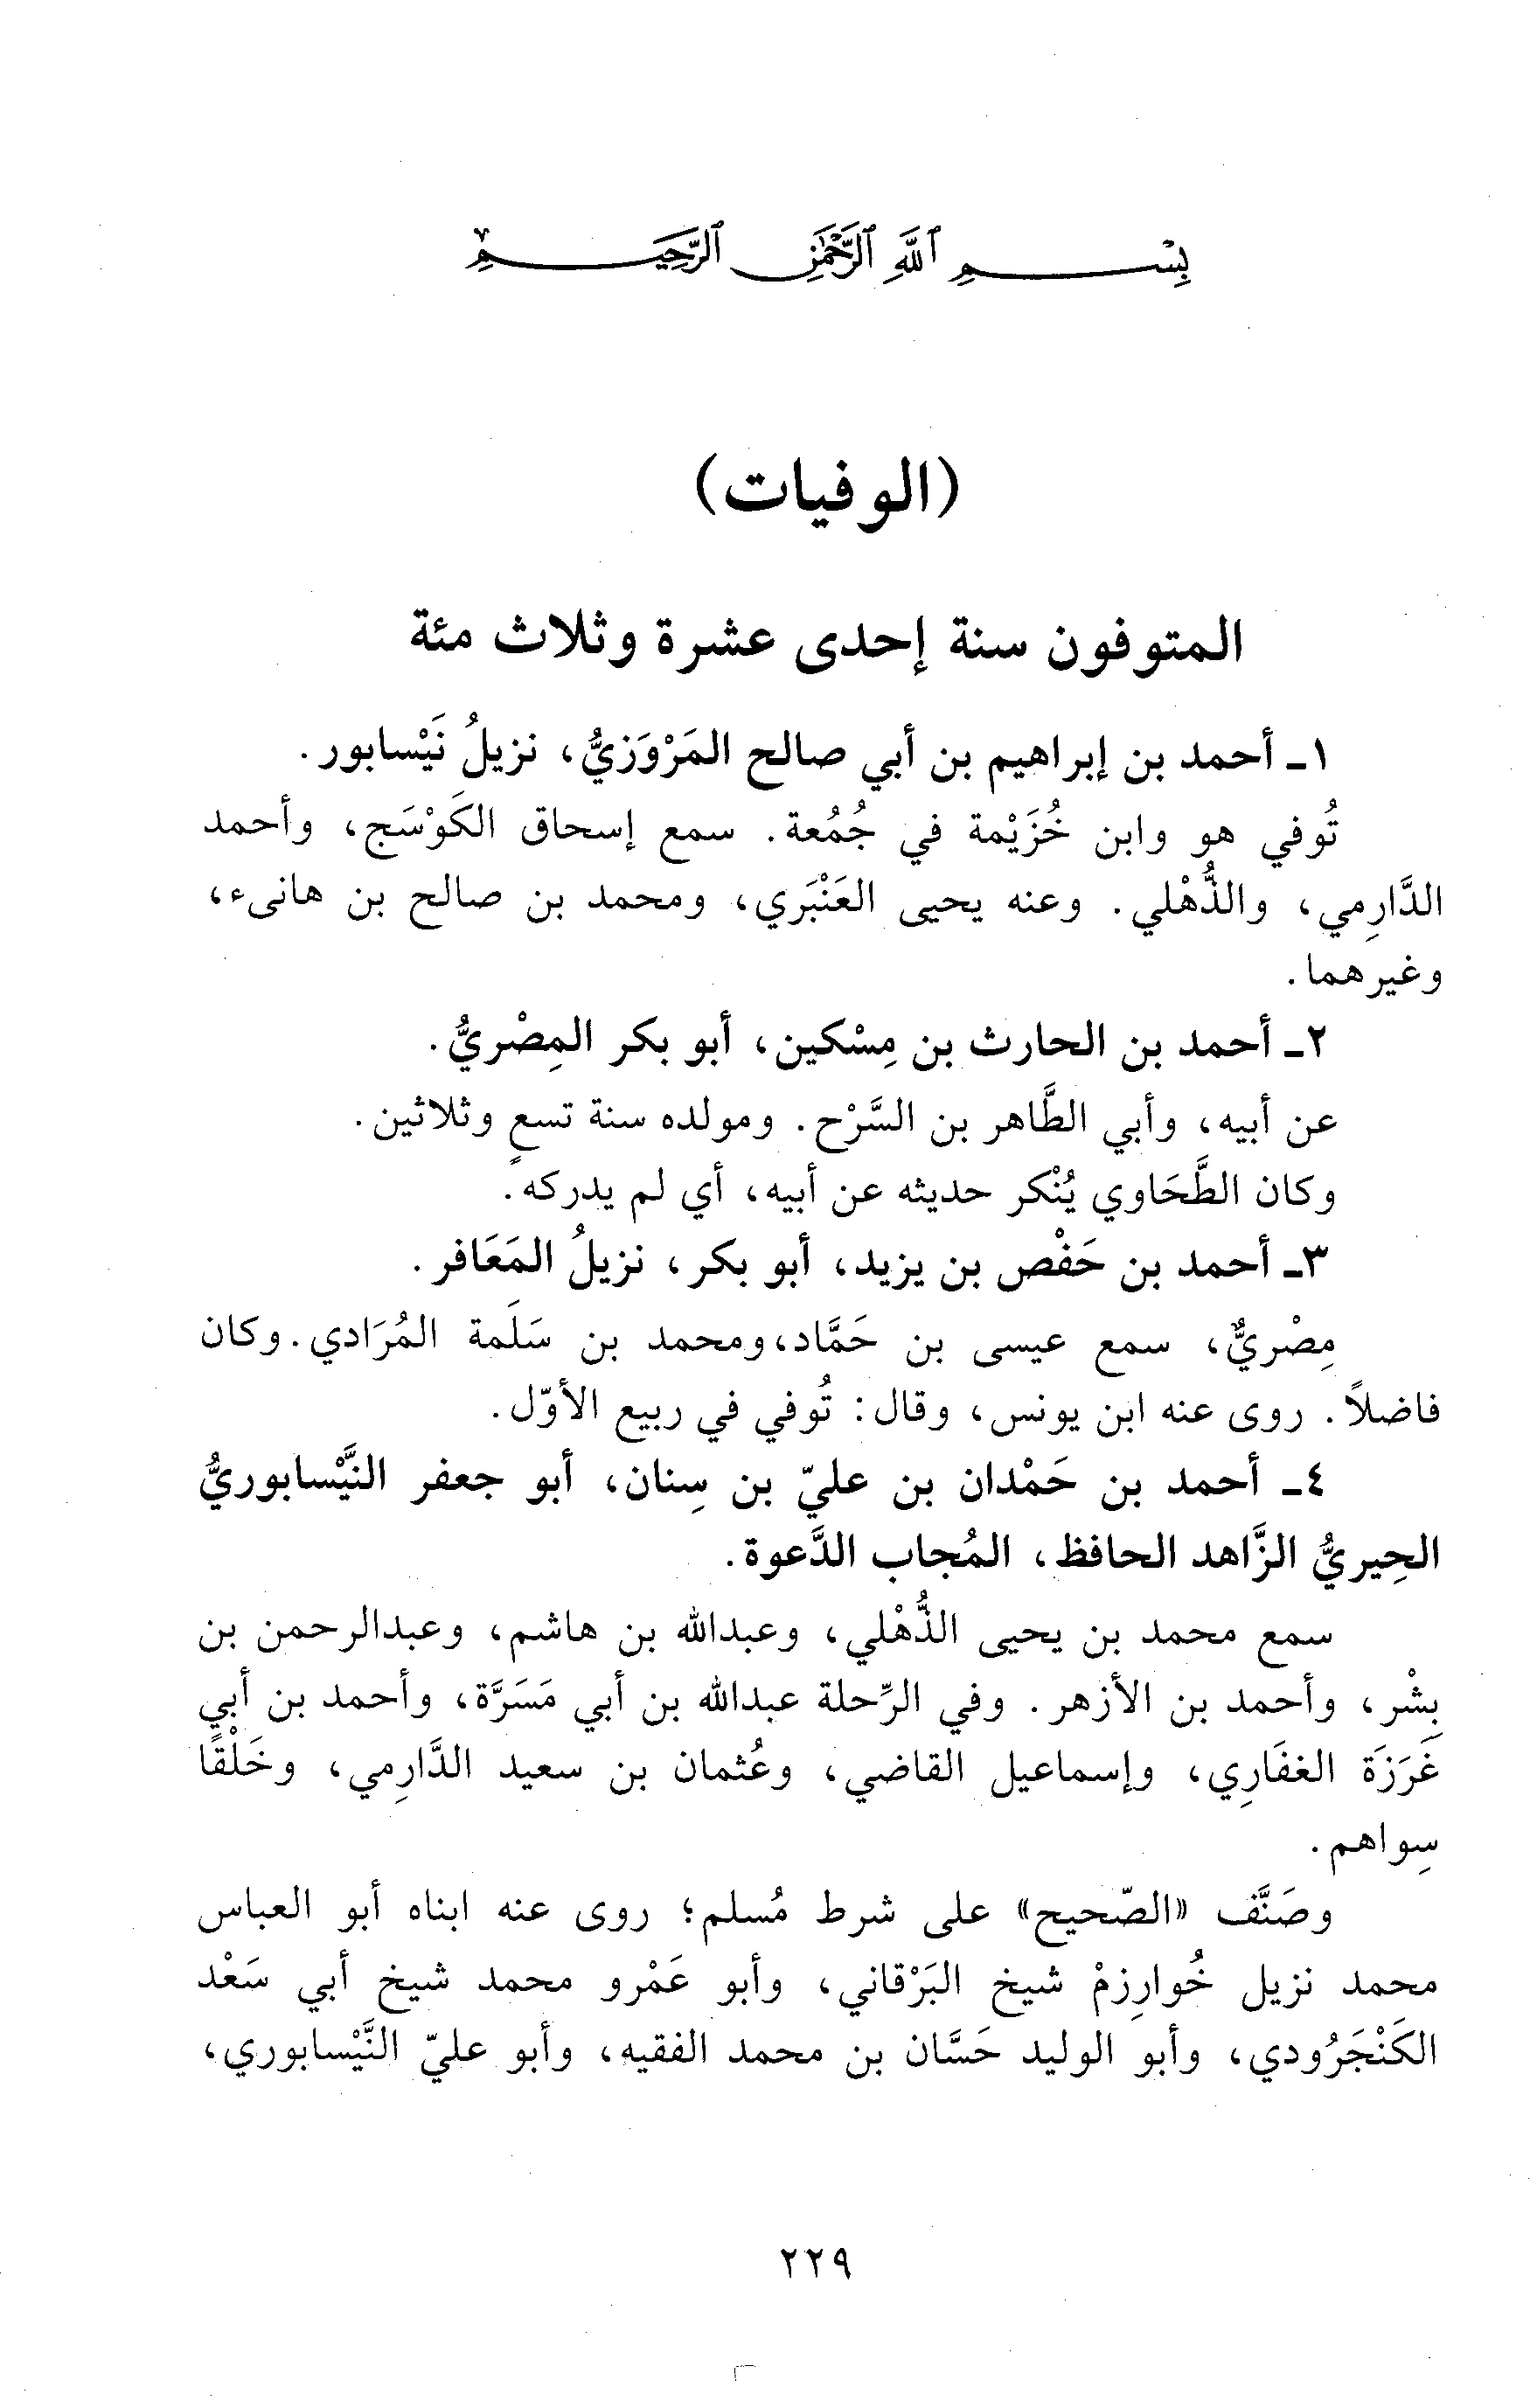 بِسْمِ ٱللَّهِ ٱلرَّحْمَٰنِ ٱلرَّحِيمِ
(الوفيات)
المتوفون سنة إحدى عشرة وثلاث مئة
١ـ أحمد بن إبراهيم بن أبي صالح المَرْوَزيُّ، نزيلُ نَيْسابور.
تُوفي هو وابن خُزَيْمة في جُمُعة. سمع إسحاق الكَوْسَج، وأحمد
الدَّارِمي، والذُّهْلي. وعنه يحيى العَنْبَري، ومحمد بن صالح بن هانىء،
وغيرهما.
٢ـ أحمد بن الحارث بن مِسْكين، أبو بكر المِصْريُّ.
عن أبيه، وأبي الطَّاهر بن السَّرْح. ومولده سنة تسعٍ وثلاثين.
وكان الطَّحَاوي يُنْكر حديثه عن أبيه، أي لم يدركه.
٣ـ أحمد بن حَفْص بن يزيد، أبو بكر، نزيلُ المَعَافر.
مِصْريٌّ، سمع عيسى بن حَمَّاد، ومحمد بن سَلَمة المُرَادي. وكان
فاضلاً. روى عنه ابن يونس، وقال: تُوفي في ربيع الأوّل.
٤ـ أحمد بن حَمْدان بن عليّ بن سِنان، أبو جعفر النَّيْسابوريُّ
الحِيريُّ الزَّاهد الحافظ، المُجاب الدَّعوة.
سمع محمد بن يحيى الذُّهْلي، وعبدالله بن هاشم، وعبدالرحمن بن
بِشْر، وأحمد بن الأزهر. وفي الرِّحلة عبدالله بن أبي مَسَرَّة، وأحمد بن أبي
غَرَزَة الغفَارِي، وإسماعيل القاضي، وعُثمان بن سعيد الدَّارِمي، وخَلْقًا
سِواهم.
وصَنَّف «الصّحيح» على شرط مُسلم؛ روى عنه ابناه أبو العباس
محمد نزيل خُوارِزمْ شيخ البَرْقاني، وأبو عَمْرو محمد شيخ أبي سَعْد
الكَنْجَرُودي، وأبو الوليد حَسَّان بن محمد الفقيه، وأبو عليّ النَّيْسابوري،
٢٢٩